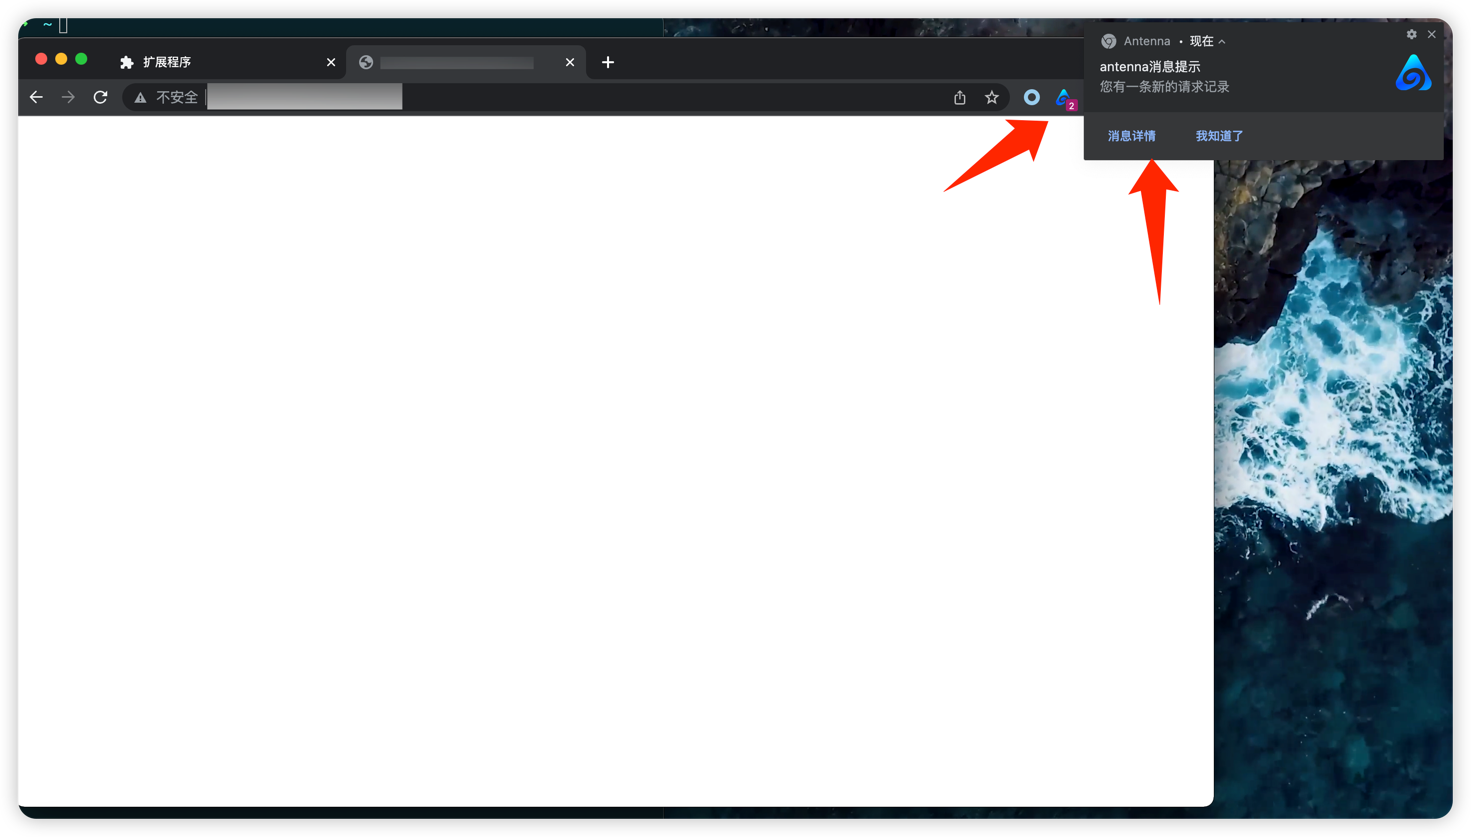 ~
扩展程序
不安全
2
Antenna • 现在
antenna消息提示
您有一条新的请求记录
消息详情
我知道了